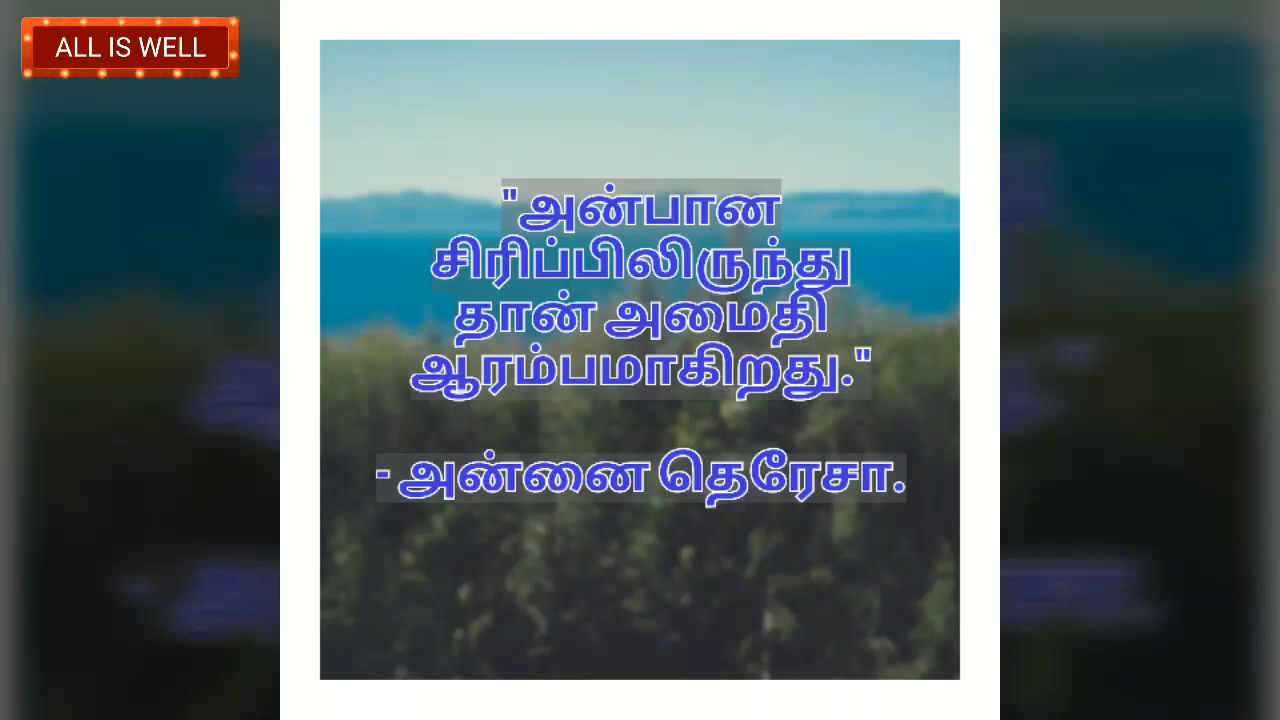 ALL IS WELL
"அன்பான
சிரிப்பிலிருந்து
தான் அமைதி
ஆரம்பமாகிறது."
- அன்னை தெரேசா.